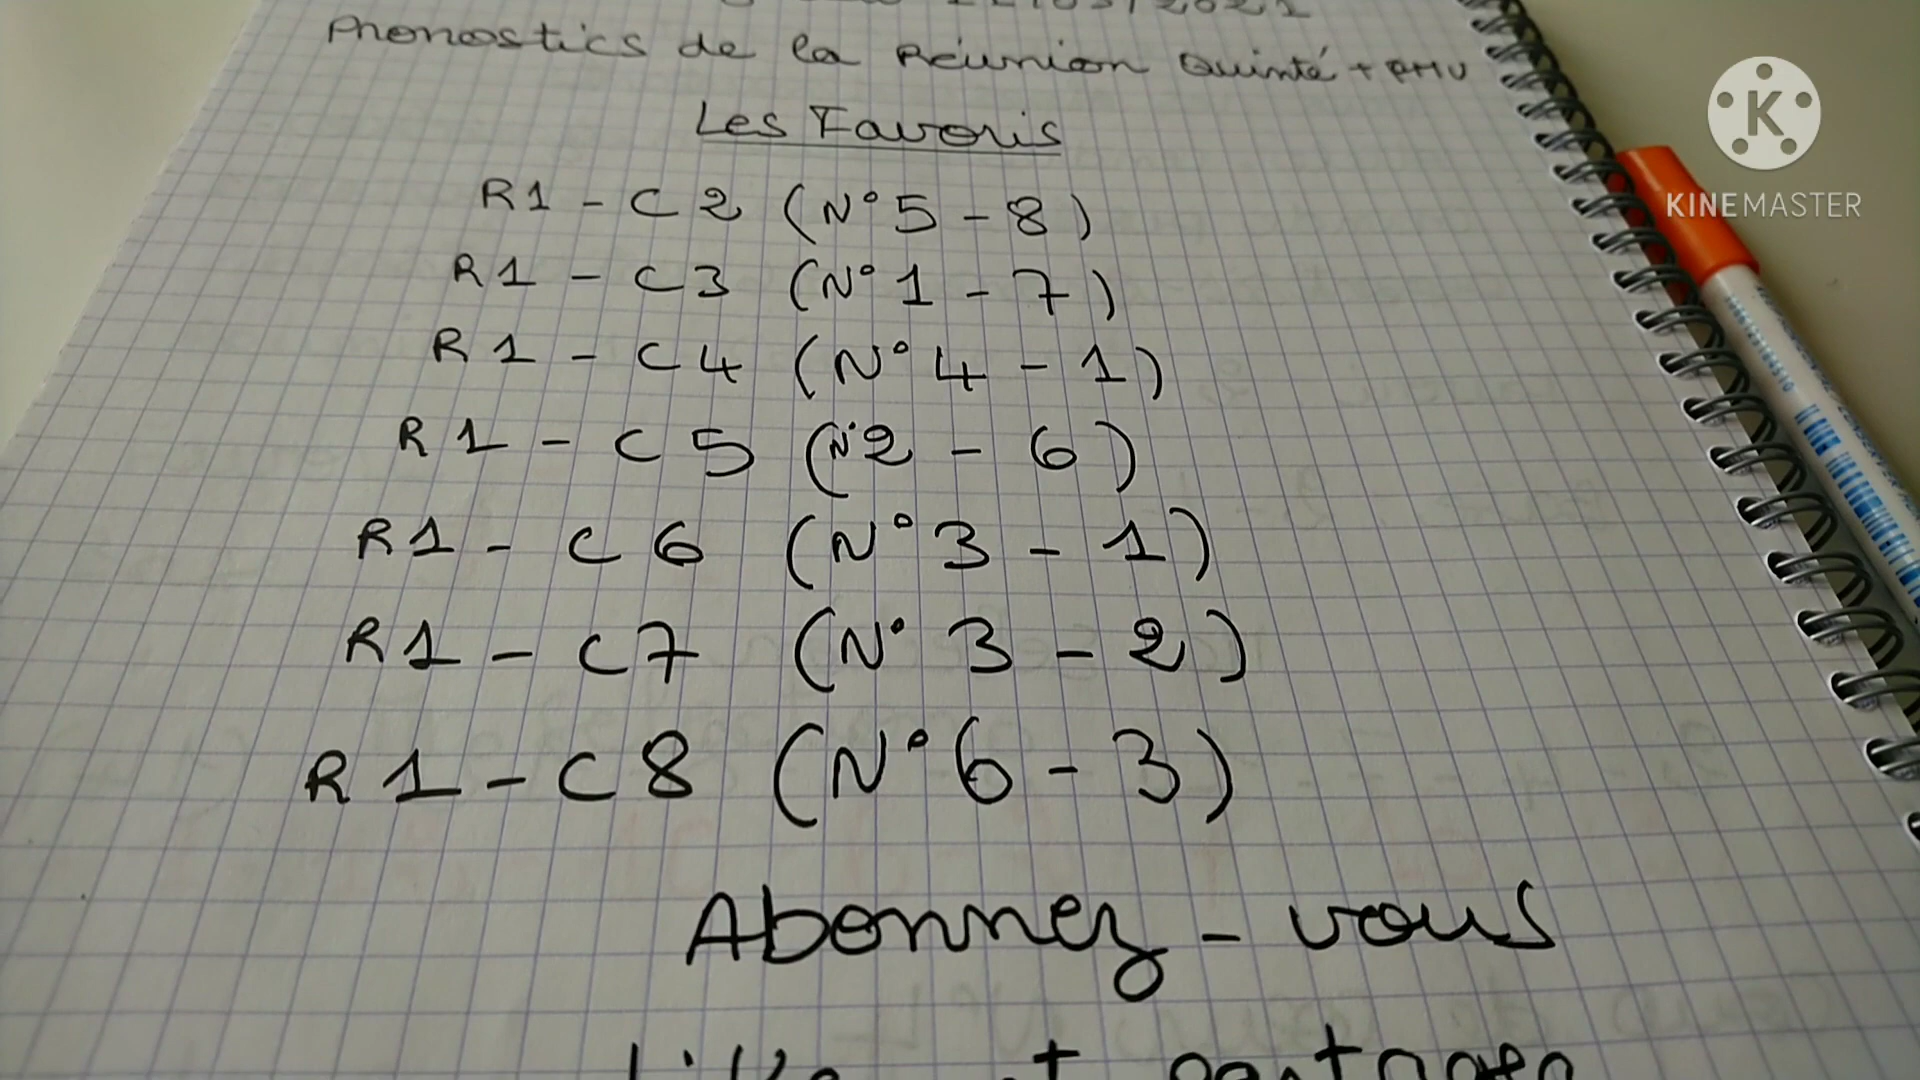 Pronostics de la Réunion Quinté + PMU
Les Favoris
R1 - C2 (N° 5 - 8)
R1 - C3 (N° 1 - 7)
R1 - C4 (N° 4 - 1)
R1 - C5 (N° 2 - 6)
R1 - C6 (N° 3 - 1)
R1 - C7 (N° 3 - 2)
R1 - C8 (N° 6 - 3)
Abonnez - vous
K
KINEMASTER